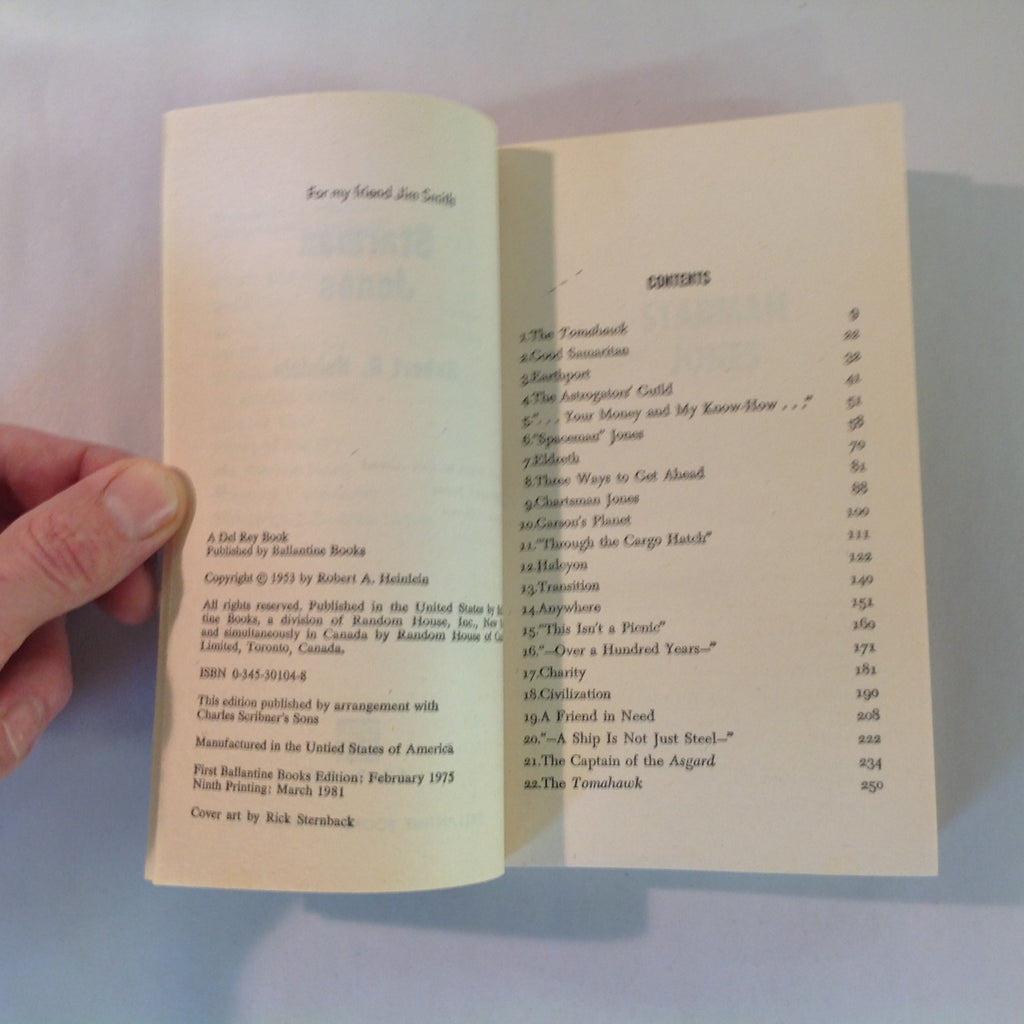 For my friend Jim Smith
A Del Rey Book
Published by Ballantine Books
Copyright © 1953 by Robert A. Heinlein
All rights reserved. Published in the United States by
tine Books, a division of Random House, Inc., New
and simultaneously in Canada by Random House of
Limited, Toronto, Canada.
ISBN 0-345-30104-8
This edition published by arrangement with
Charles Scribner's Sons
Manufactured in the Untied States of America
First Ballantine Books Edition: February 1975
Ninth Printing: March 1981
Cover art by Rick Sternback
CONTENTS
1.The Tomahawk 9
2.Good Samaritan 22
3.Earthport 32
4.The Astrogators' Guild 41
5."... Your Money and My Know-How ..." 51
6."Spaceman" Jones 58
7.Eldreth 70
8.Three Ways to Get Ahead 81
9.Chartsman Jones 88
10.Garson's Planet 100
11."Through the Cargo Hatch" 111
12.Halcyon 122
13.Transition 140
14.Anywhere 151
15."This Isn't a Picnic" 160
16."—Over a Hundred Years—" 171
17.Charity 181
18.Civilization 190
19.A Friend in Need 208
20."—A Ship Is Not Just Steel—" 222
21.The Captain of the Asgard 234
22.The Tomahawk 250